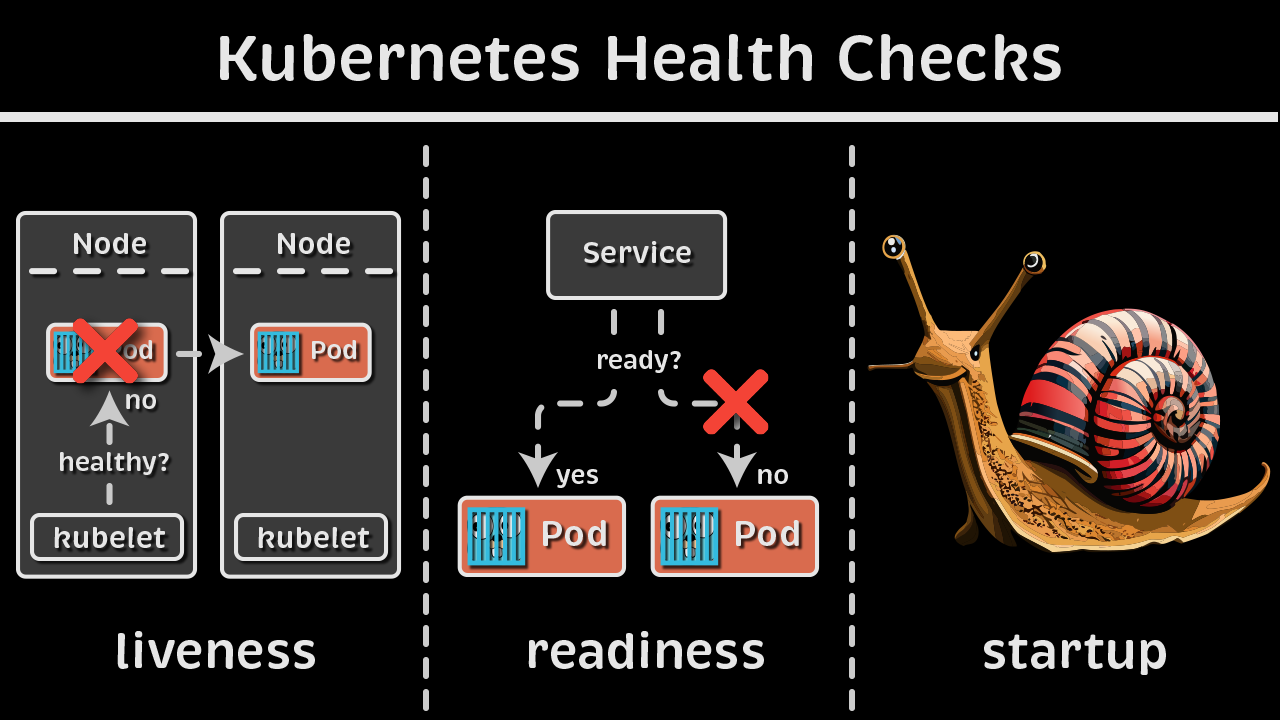 Kubernetes Health Checks
Node
Pod
no
healthy?
kubelet
Node
Pod
kubelet
liveness
Service
ready?
yes
no
Pod
Pod
readiness
startup